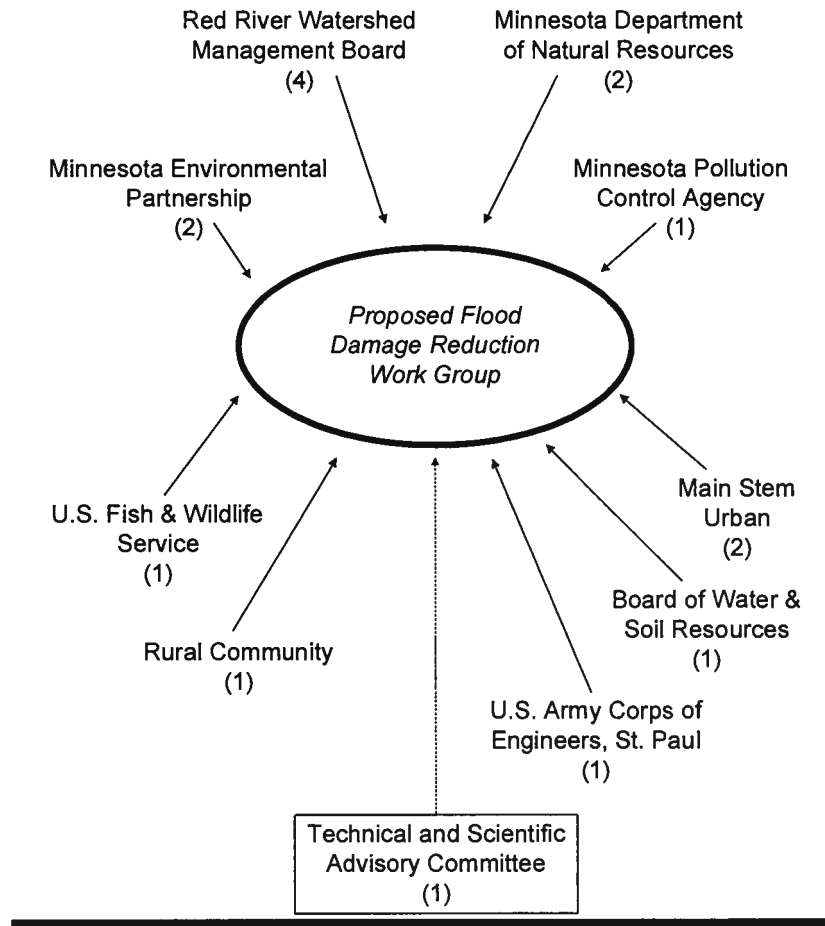 Red River Watershed
Management Board
(4)
Minnesota Department
of Natural Resources
(2)
Minnesota Environmental
Partnership
(2)
Minnesota Pollution
Control Agency
(1)
Proposed Flood
Damage Reduction
Work Group
U.S. Fish & Wildlife
Service
(1)
Main Stem
Urban
(2)
Rural Community
(1)
Board of Water &
Soil Resources
(1)
U.S. Army Corps of
Engineers, St. Paul
(1)
Technical and Scientific
Advisory Committee
(1)